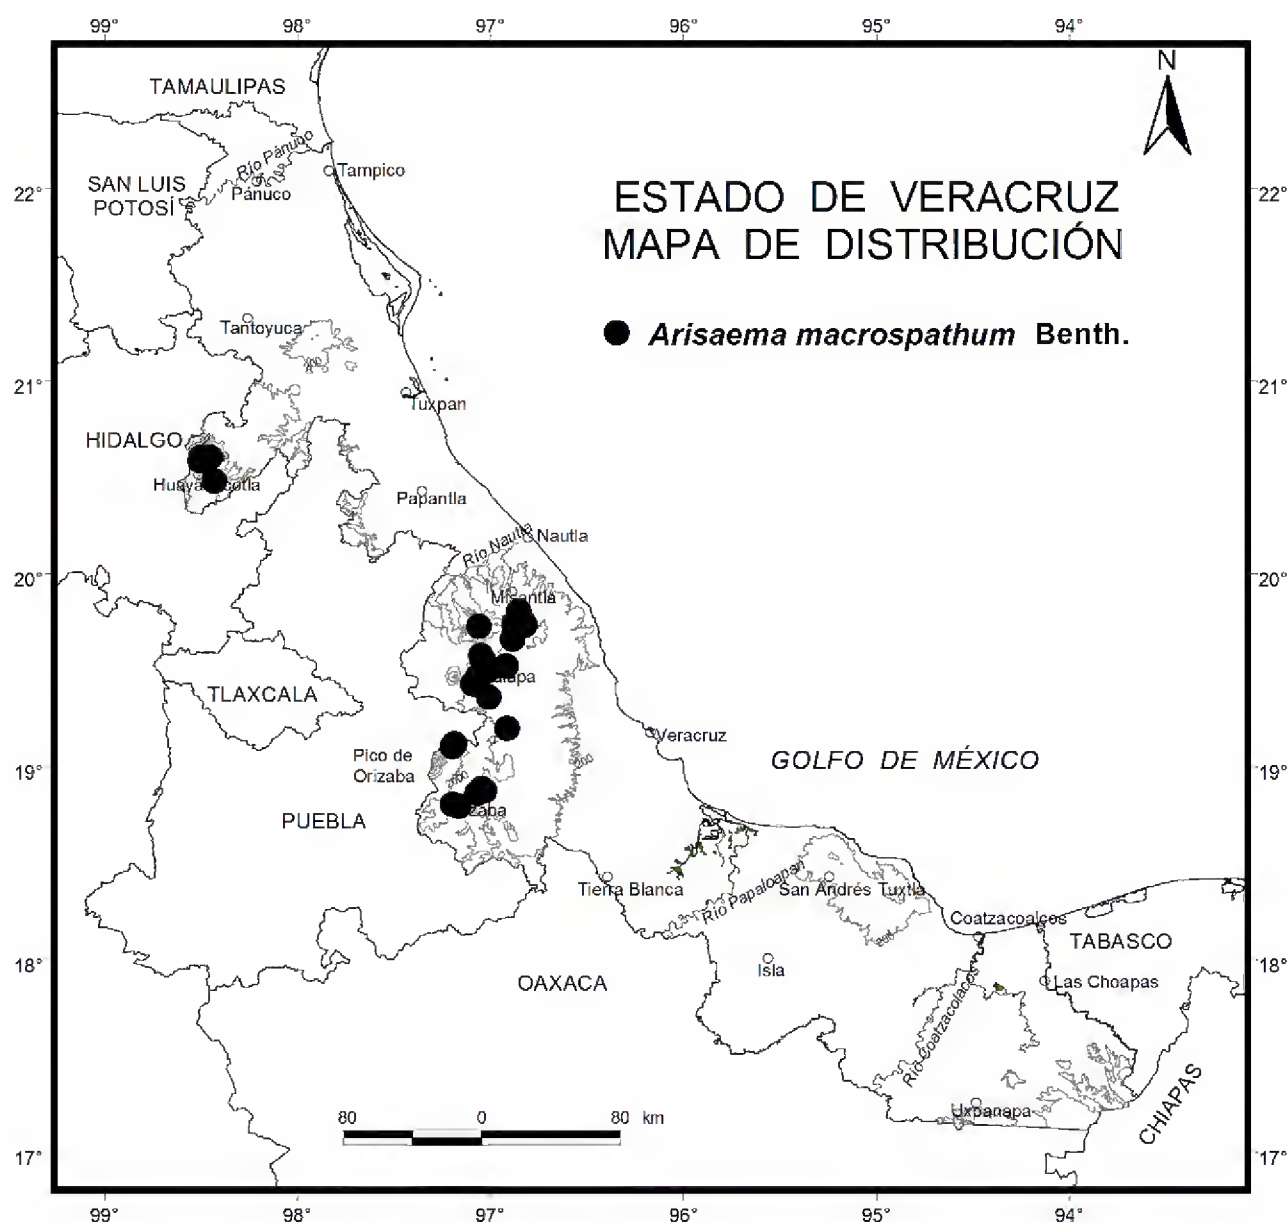 99° 98° 97° 96° 95° 94°
N
TAMAULIPAS
Río Pánuco
Tampico
SAN LUIS
POTOSÍ
Pánuco
22° 22°
ESTADO DE VERACRUZ
MAPA DE DISTRIBUCIÓN
Tantoyuca
Arisaema macrospathum Benth.
21° 21°
Tuxpan
HIDALGO
Papantla
Río Nautla
Nautla
20° 20°
Misantla
TLAXCALA
Veracruz
Pico de
Orizaba
GOLFO DE MÉXICO
19° 19°
2000
200
PUEBLA
Tierra Blanca
Río Papaloapan
San Andrés Tuxtla
Coatzacoalcos
200
TABASCO
18° 18°
Isla
OAXACA
Las Choapas
Río Coatzacoalcos
CHIAPAS
Uxpanapa
80 0 80 km
17° 17°
99° 98° 97° 96° 95° 94°